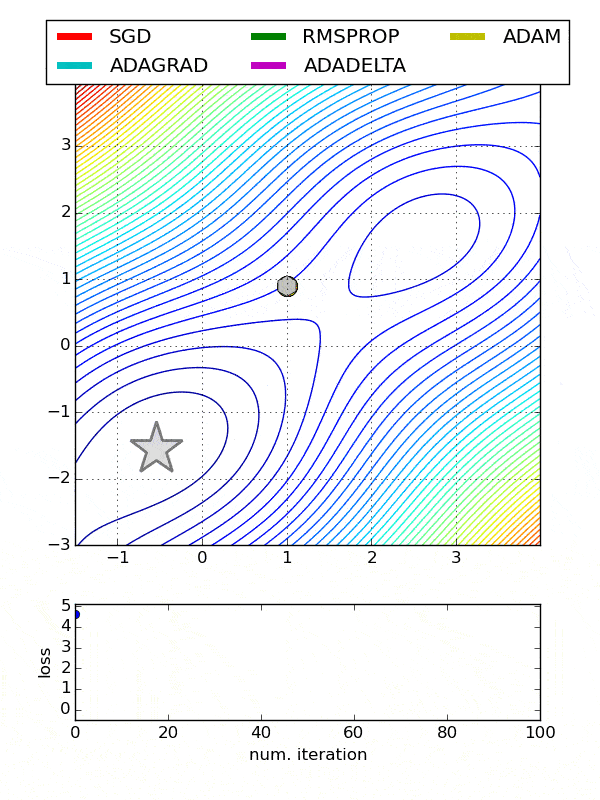 SGD RMSPROP ADAM
ADAGRAD ADADELTA
3
2
1
0
−1
−2
−3
−1 0 1 2 3
5
4
3
2
1
0
loss
0 20 40 60 80 100
num. iteration